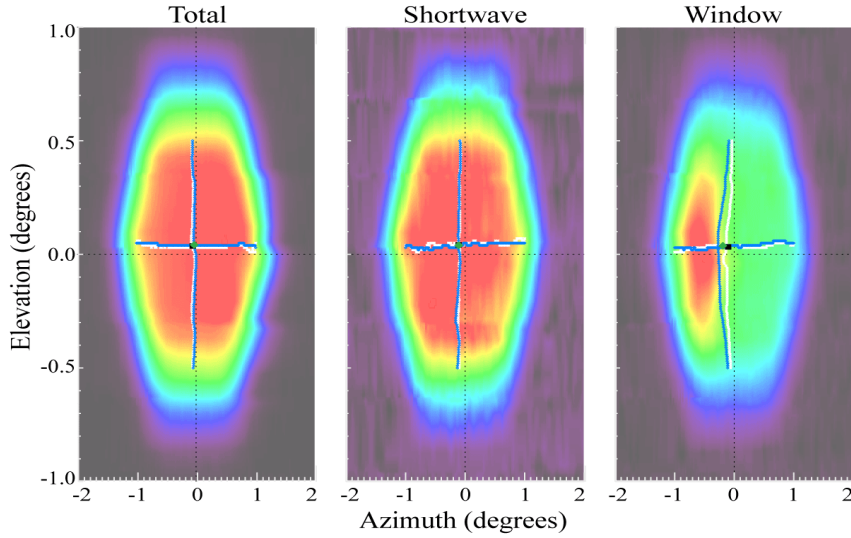 Total Shortwave Window
1.0
0.5
0.0
-0.5
-1.0
Elevation (degrees)
-2 -1 0 1 2 -2 -1 0 1 2 -2 -1 0 1 2
Azimuth (degrees)